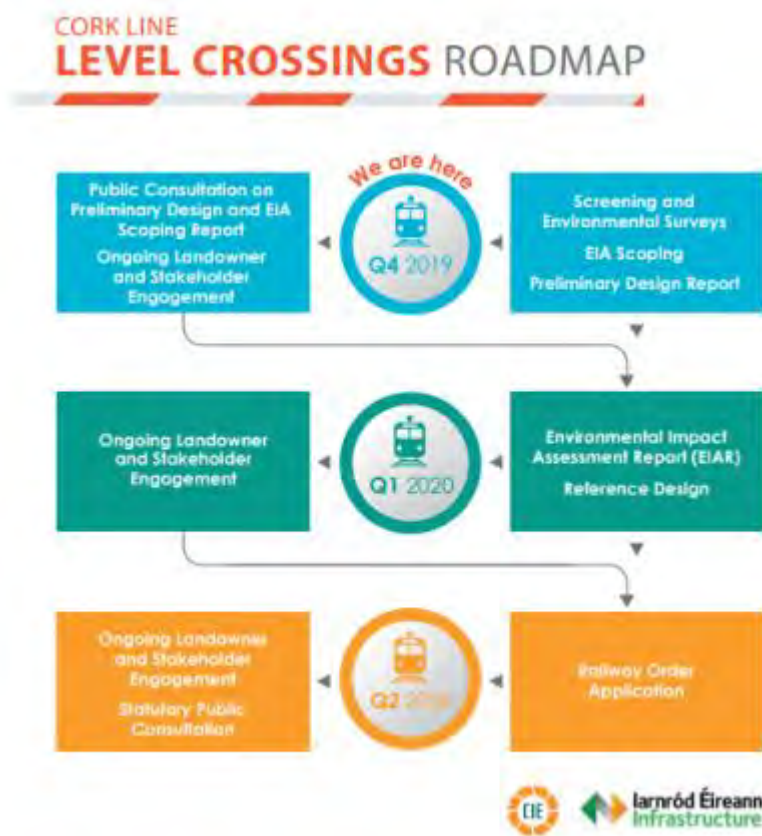 CORK LINE
LEVEL CROSSINGS ROADMAP
Public Consultation on
Preliminary Design and EIA
Scoping Report
Ongoing Landowner
and Stakeholder
Engagement
We are here
Q4 2019
Screening and
Environmental Surveys
EIA Scoping
Preliminary Design Report
Ongoing Landowner
and Stakeholder
Engagement
Q1 2020
Environmental Impact
Assessment Report (EIAR)
Reference Design
Ongoing Landowner
and Stakeholder
Engagement
Statutory Public
Consultation
Q2
Railway Order
Application
CIE
Iarnród Éireann
Infrastructure